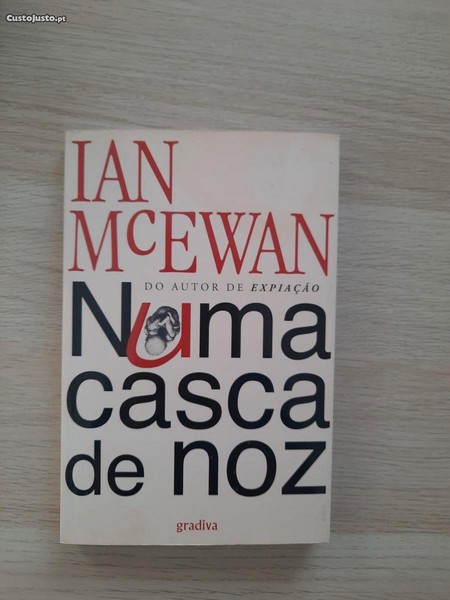 CustoJusto.pt
IAN
McEWAN
DO AUTOR DE EXPIAÇÃO
Numa
casca
de noz
gradiva